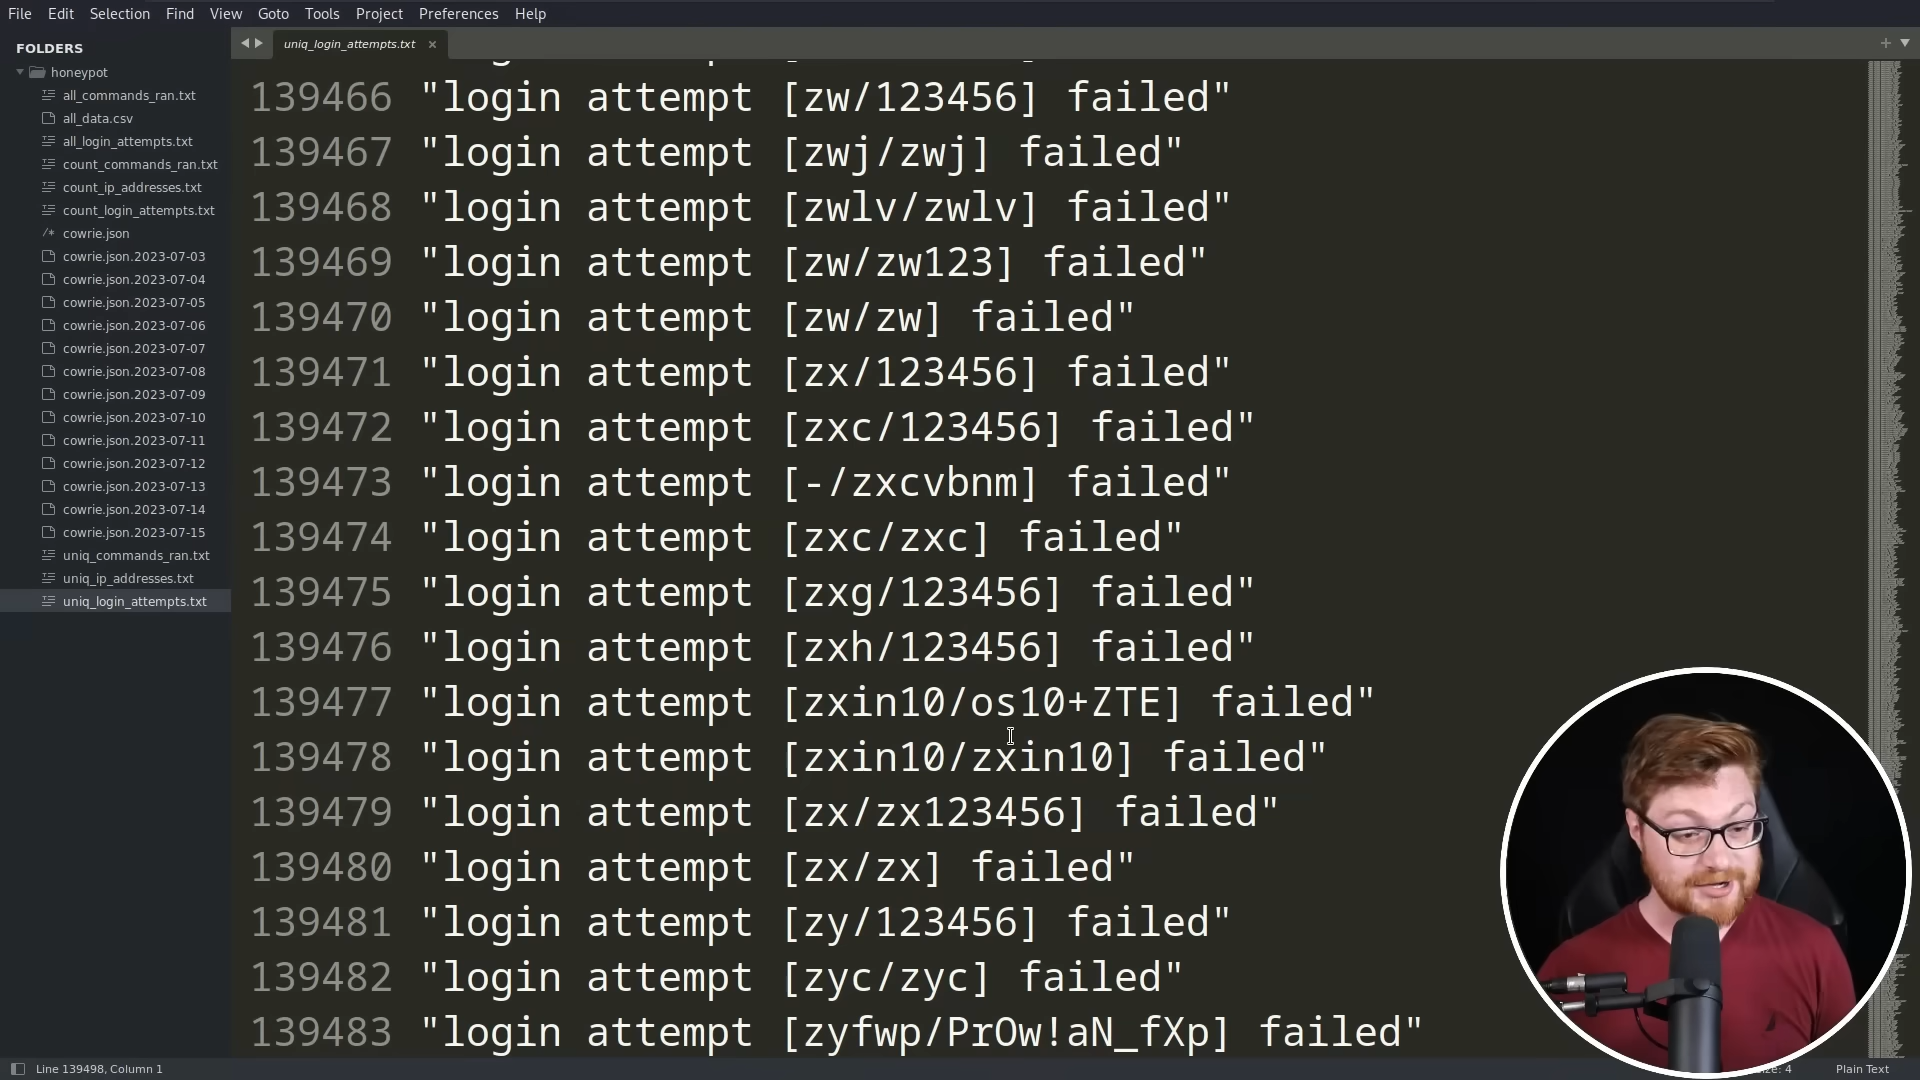 File Edit Selection Find View Goto Tools Project Preferences Help
FOLDERS
honeypot
all_commands_ran.txt
all_data.csv
all_login_attempts.txt
count_commands_ran.txt
count_ip_addresses.txt
count_login_attempts.txt
/* cowrie.json
cowrie.json.2023-07-03
cowrie.json.2023-07-04
cowrie.json.2023-07-05
cowrie.json.2023-07-06
cowrie.json.2023-07-07
cowrie.json.2023-07-08
cowrie.json.2023-07-09
cowrie.json.2023-07-10
cowrie.json.2023-07-11
cowrie.json.2023-07-12
cowrie.json.2023-07-13
cowrie.json.2023-07-14
cowrie.json.2023-07-15
uniq_commands_ran.txt
uniq_ip_addresses.txt
uniq_login_attempts.txt
uniq_login_attempts.txt
139466 "login attempt [zw/123456] failed"
139467 "login attempt [zwj/zwj] failed"
139468 "login attempt [zwlv/zwlv] failed"
139469 "login attempt [zw/zw123] failed"
139470 "login attempt [zw/zw] failed"
139471 "login attempt [zx/123456] failed"
139472 "login attempt [zxc/123456] failed"
139473 "login attempt [-/zxcvbnm] failed"
139474 "login attempt [zxc/zxc] failed"
139475 "login attempt [zxg/123456] failed"
139476 "login attempt [zxh/123456] failed"
139477 "login attempt [zxin10/os10+ZTE] failed"
139478 "login attempt [zxin10/zxin10] failed"
139479 "login attempt [zx/zx123456] failed"
139480 "login attempt [zx/zx] failed"
139481 "login attempt [zy/123456] failed"
139482 "login attempt [zyc/zyc] failed"
139483 "login attempt [zyfwp/PrOw!aN_fXp] failed"
Line 139498, Column 1
4
Plain Text